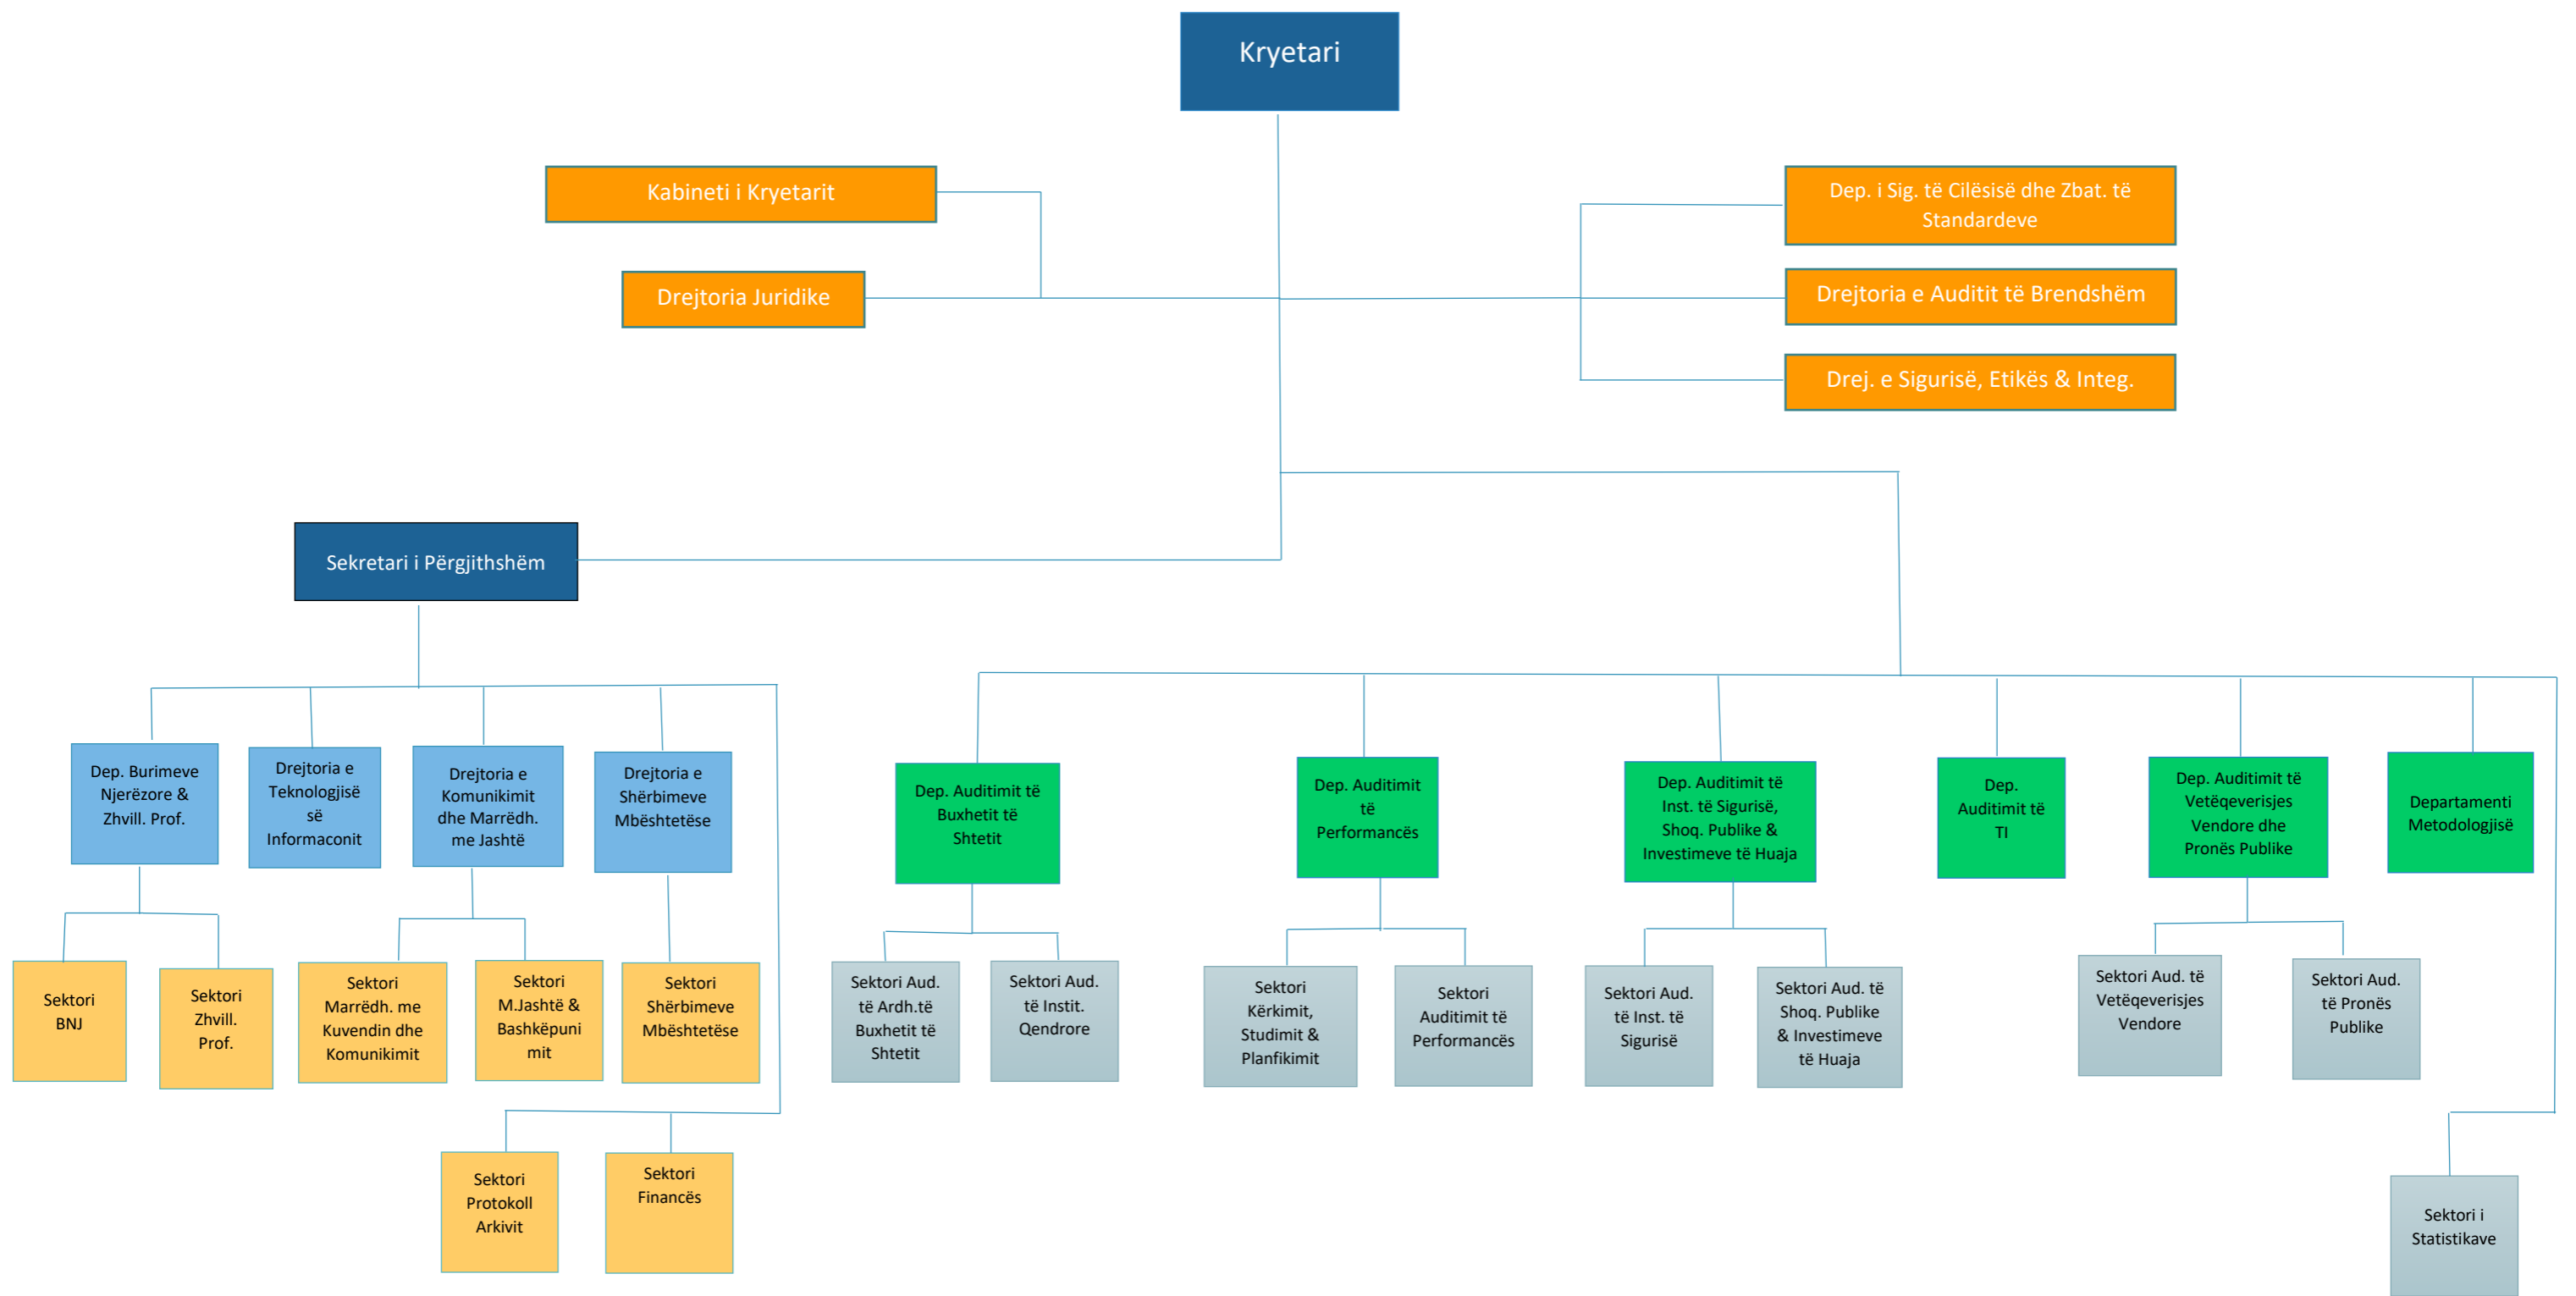 Kryetari
Kabineti i Kryetarit
Dep. i Sig. të Cilësisë dhe Zbat. të
Standardeve
Drejtoria Juridike
Drejtoria e Auditit të Brendshëm
Drej. e Sigurisë, Etikës & Integ.
Sekretari i Përgjithshëm
Dep. Burimeve
Njerëzore &
Zhvill. Prof.
Drejtoria e
Teknologjisë
së
Informaconit
Drejtoria e
Komunikimit
dhe Marrëdh.
me Jashtë
Drejtoria e
Shërbimeve
Mbështetëse
Dep. Auditimit të
Buxhetit të
Shtetit
Dep. Auditimit
të
Performancës
Dep. Auditimit të
Inst. të Sigurisë,
Shoq. Publike &
Investimeve të Huaja
Dep.
Auditimit të
TI
Dep. Auditimit të
Vetëqeverisjes
Vendore dhe
Pronës Publike
Departamenti
Metodologjisë
Sektori
BNJ
Sektori
Zhvill.
Prof.
Sektori
Marrëdh. me
Kuvendin dhe
Komunikimit
Sektori
M.Jashtë &
Bashkëpuni
mit
Sektori
Shërbimeve
Mbështetëse
Sektori Aud.
të Ardh.të
Buxhetit të
Shtetit
Sektori Aud.
të Instit.
Qendrore
Sektori
Kërkimit,
Studimit &
Planfikimit
Sektori
Auditimit të
Performancës
Sektori Aud.
të Inst. të
Sigurisë
Sektori Aud. të
Shoq. Publike
& Investimeve
të Huaja
Sektori Aud. të
Vetëqeverisjes
Vendore
Sektori Aud.
të Pronës
Publike
Sektori
Protokoll
Arkivit
Sektori
Financës
Sektori i
Statistikave